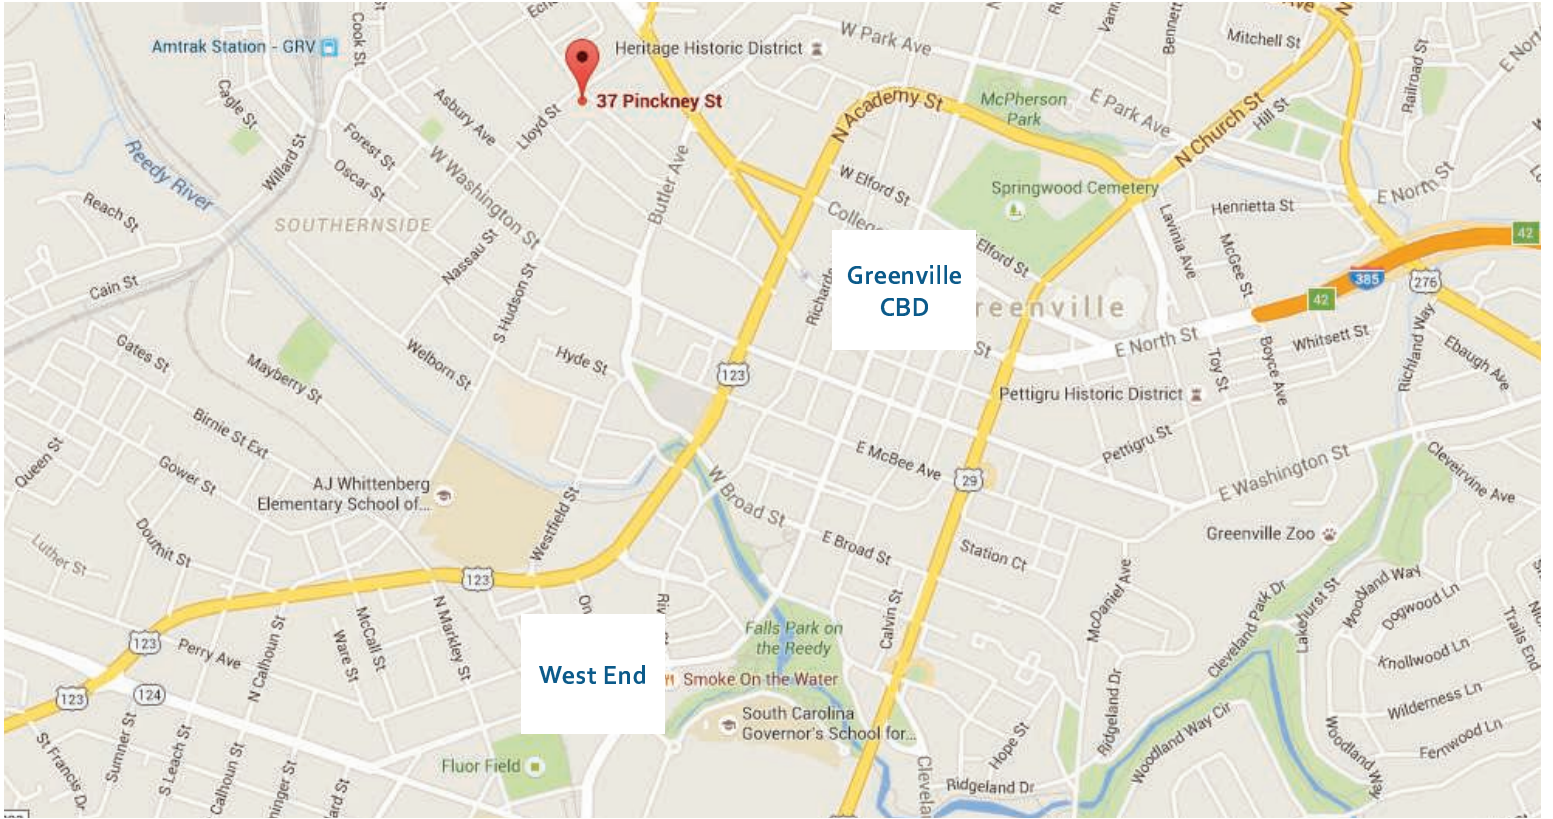 Amtrak Station - GRV
Cook St
Heritage Historic District
W Park Ave
Mitchell St
Railroad St
37 Pinckney St
Cagle St
Asbury Ave
Lloyd St
N Academy St
McPherson
Park
E Park Ave
N Church St
Hill St
Reedy River
Willard St
Forest St
Oscar St
W Washington St
Butler Ave
W Elford St
Springwood Cemetery
E North St
Reach St
SOUTHERNSIDE
Nassau St
Elford St
Lavinia Ave
Henrietta St
McGee St
42
Cain St
S Hudson St
Greenville
CBD
reenville
385
276
42
Gates St
Mayberry St
Welborn St
Hyde St
123
St
E North St
Toy St
Boyce Ave
Whitsett St
Richland Way
Ebaugh Ave
Pettigru Historic District
Birnie St Ext
Queen St
Gower St
AJ Whittenberg
Elementary School of...
E McBee Ave
29
Pettigru St
E Washington St
Cleveirvine Ave
W Broad St
Westfield St
Douthit St
Luther St
E Broad St
Station Ct
Greenville Zoo
123
McDaniel Ave
Cleveland Park Dr
Lakehurst St
Woodland Way
Dogwood Ln
Trails End
Knollwood Ln
Wilderness Ln
Fernwood Ln
123
Perry Ave
N Calhoun St
McCall St
Ware St
N Markley St
West End
Falls Park on
the Reedy
Calvin St
Smoke On the Water
123
124
South Carolina
Governor's School for...
St Francis Dr
Sumner St
S Leach St
Calhoun St
Fluor Field
Hope St
Ridgeland Dr
Ridgeland Dr
Woodland Way Cir
Woodland Way